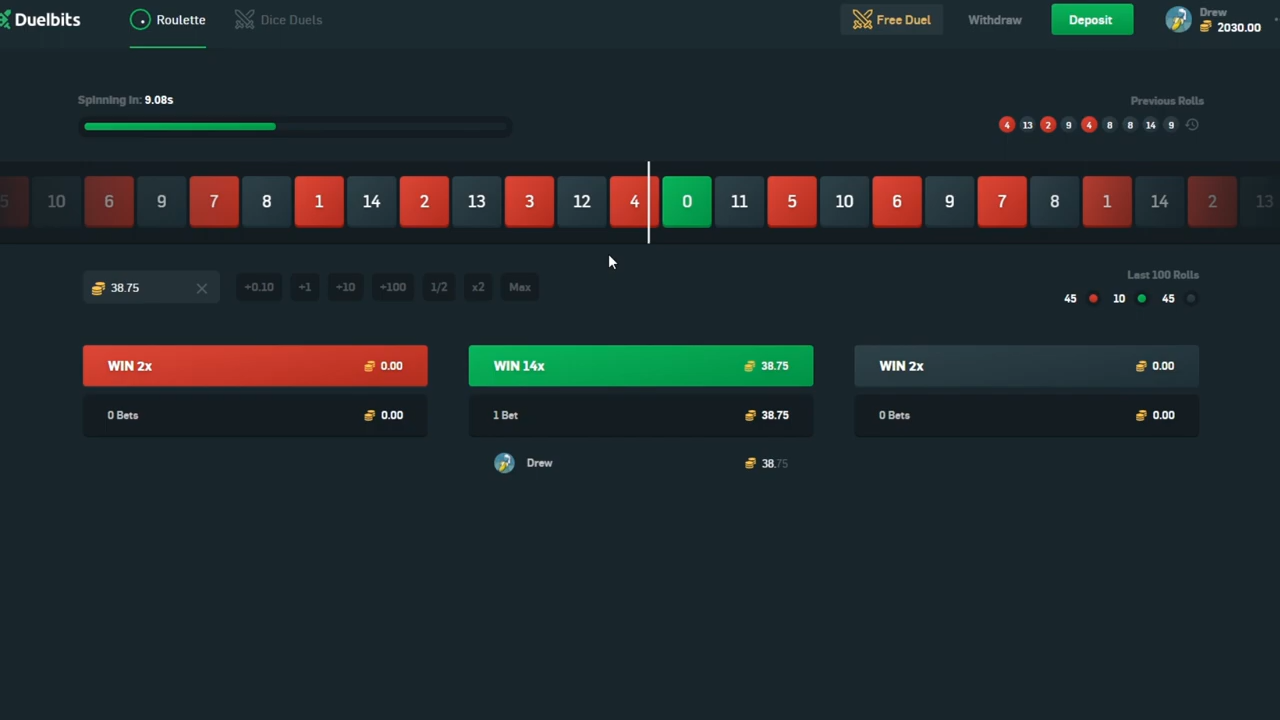 Duelbits Roulette Dice Duels Free Duel Withdraw Deposit Drew
2030.00
Spinning In: 9.08s
Previous Rolls
4 13 2 9 4 8 8 14 9
5 10 6 9 7 8 1 14 2 13 3 12 4 0 11 5 10 6 9 7 8 1 14 2 13
38.75 +0.10 +1 +10 +100 1/2 x2 Max
Last 100 Rolls
45 10 45
WIN 2x 0.00 WIN 14x 38.75 WIN 2x 0.00
0 Bets 0.00 1 Bet 38.75 0 Bets 0.00
Drew 38.75